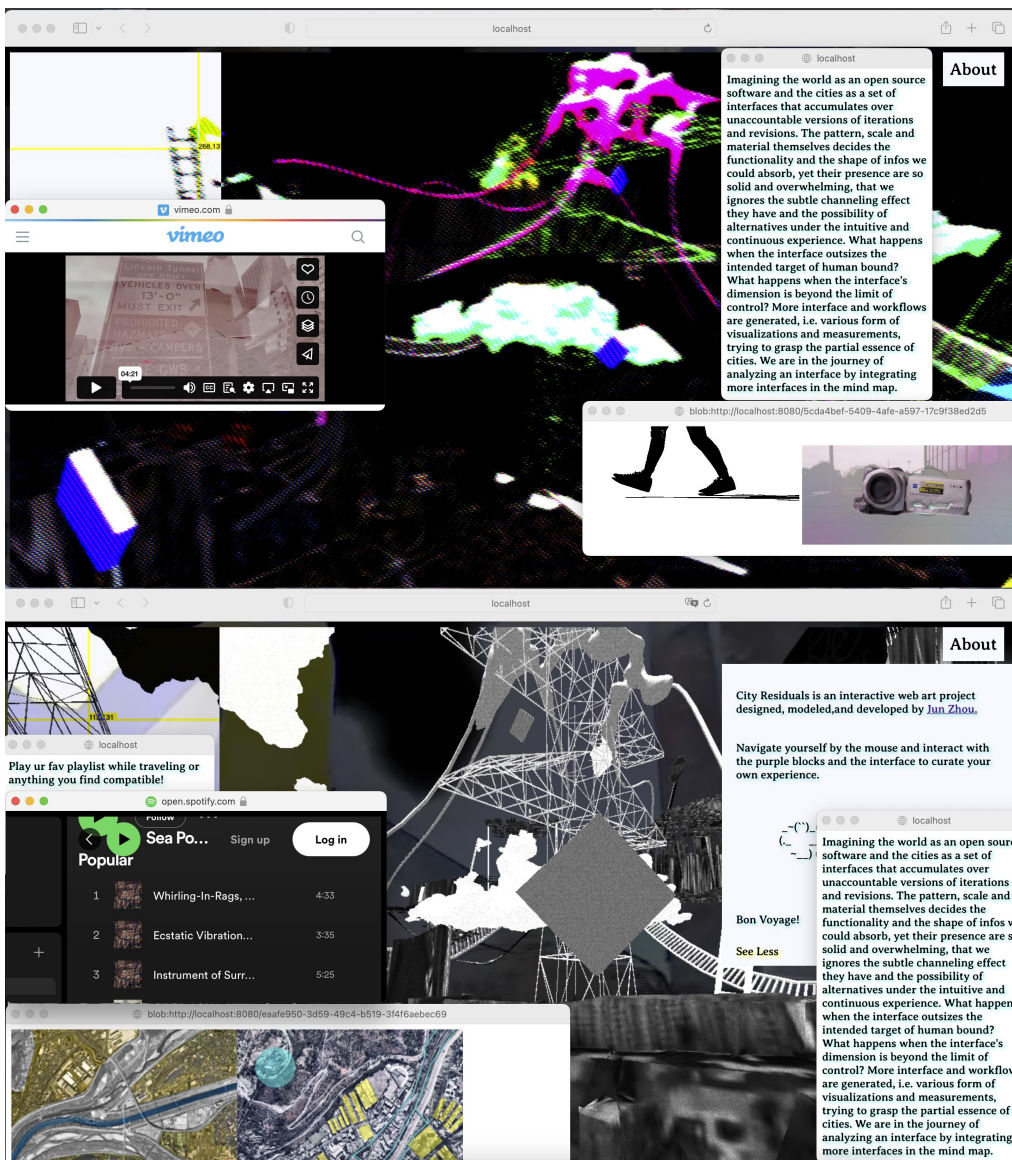 localhost
About
localhost
Imagining the world as an open source
software and the cities as a set of
interfaces that accumulates over
unaccountable versions of iterations
and revisions. The pattern, scale and
material themselves decides the
functionality and the shape of infos we
could absorb, yet their presence are so
solid and overwhelming, that we
ignores the subtle channeling effect
they have and the possibility of
alternatives under the intuitive and
continuous experience. What happens
when the interface outsizes the
intended target of human bound?
What happens when the interface's
dimension is beyond the limit of
control? More interface and workflows
are generated, i.e. various form of
visualizations and measurements,
trying to grasp the partial essence of
cities. We are in the journey of
analyzing an interface by integrating
more interfaces in the mind map.
vimeo.com
vimeo
Lincoln Tunnel
NEW JERSEY
VEHICLES OVER
13'-0"
MUST EXIT
PROHIBITED
HAZMATS
CAMPERS
GWB
04:21
CC
blob:http://localhost:8080/5cda4bef-5409-4afe-a597-17c9f38ed2d5
localhost
About
localhost
Play ur fav playlist while traveling or
anything you find compatible!
open.spotify.com
Follow
Sea Po...
Sign up
Log in
Popular
1 Whirling-In-Rags, ... 4:33
2 Ecstatic Vibration... 3:35
3 Instrument of Surr... 5:25
City Residuals is an interactive web art project
designed, modeled,and developed by Jun Zhou.
Navigate yourself by the mouse and interact with
the purple blocks and the interface to curate your
own experience.
_~(``)_
(._
~__)
Bon Voyage!
See Less
localhost
Imagining the world as an open sourc
software and the cities as a set of
interfaces that accumulates over
unaccountable versions of iterations
and revisions. The pattern, scale and
material themselves decides the
functionality and the shape of infos w
could absorb, yet their presence are s
solid and overwhelming, that we
ignores the subtle channeling effect
they have and the possibility of
alternatives under the intuitive and
continuous experience. What happen
when the interface outsizes the
intended target of human bound?
What happens when the interface's
dimension is beyond the limit of
control? More interface and workflow
are generated, i.e. various form of
visualizations and measurements,
trying to grasp the partial essence of
cities. We are in the journey of
analyzing an interface by integrating
more interfaces in the mind map.
blob:http://localhost:8080/eaafe950-3d59-49c4-b519-3f4f6aebec69